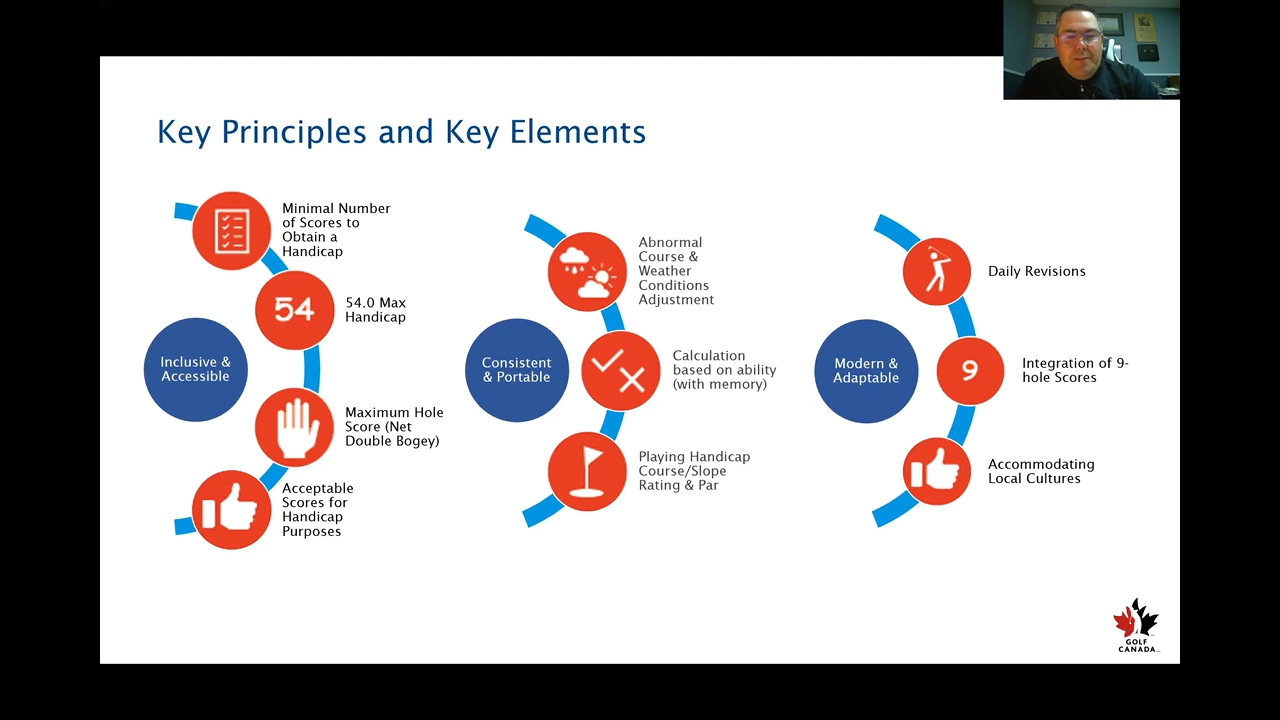 Key Principles and Key Elements
Minimal Number
of Scores to
Obtain a
Handicap
54
54.0 Max
Handicap
Inclusive &
Accessible
Maximum Hole
Score (Net
Double Bogey)
Acceptable
Scores for
Handicap
Purposes
Abnormal
Course &
Weather
Conditions
Adjustment
Consistent
& Portable
Calculation
based on ability
(with memory)
Playing Handicap
Course/Slope
Rating & Par
Daily Revisions
Modern &
Adaptable
9
Integration of 9-
hole Scores
Accommodating
Local Cultures
GOLF
CANADA